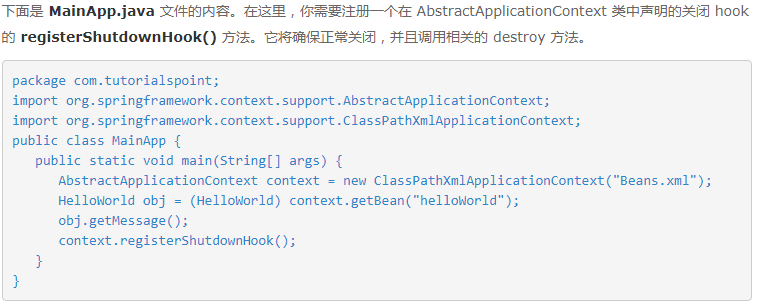 下面是 MainApp.java 文件的内容。在这里，你需要注册一个在 AbstractApplicationContext 类中声明的关闭 hook
的 registerShutdownHook() 方法。它将确保正常关闭，并且调用相关的 destroy 方法。
package com.tutorialspoint;
import org.springframework.context.support.AbstractApplicationContext;
import org.springframework.context.support.ClassPathXmlApplicationContext;
public class MainApp {
   public static void main(String[] args) {
      AbstractApplicationContext context = new ClassPathXmlApplicationContext("Beans.xml");
      HelloWorld obj = (HelloWorld) context.getBean("helloWorld");
      obj.getMessage();
      context.registerShutdownHook();
   }
}